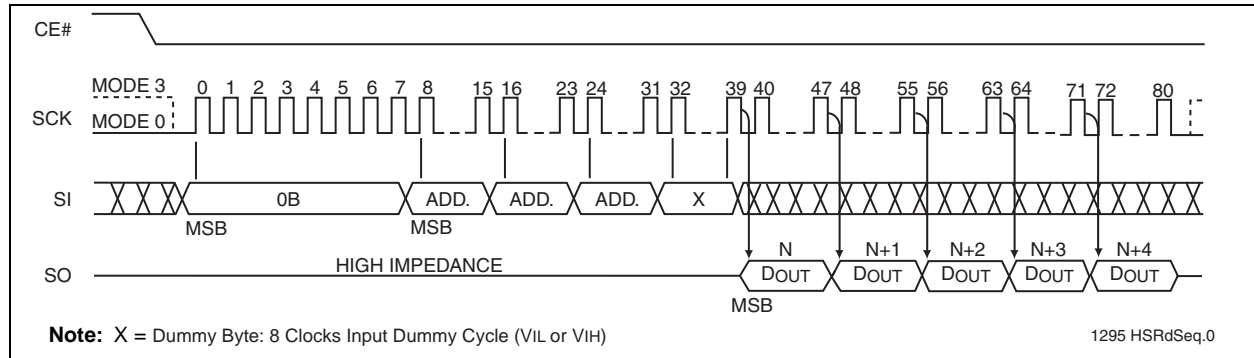 CE#
MODE 3
0 1 2 3 4 5 6 7 8 15 16 23 24 31 32 39 40 47 48 55 56 63 64 71 72 80
SCK
MODE 0
SI
0B ADD. ADD. ADD. X
MSB MSB
N N+1 N+2 N+3 N+4
HIGH IMPEDANCE
SO
DOUT DOUT DOUT DOUT DOUT
MSB
Note: X = Dummy Byte: 8 Clocks Input Dummy Cycle (VIL or VIH)
1295 HSRdSeq.0